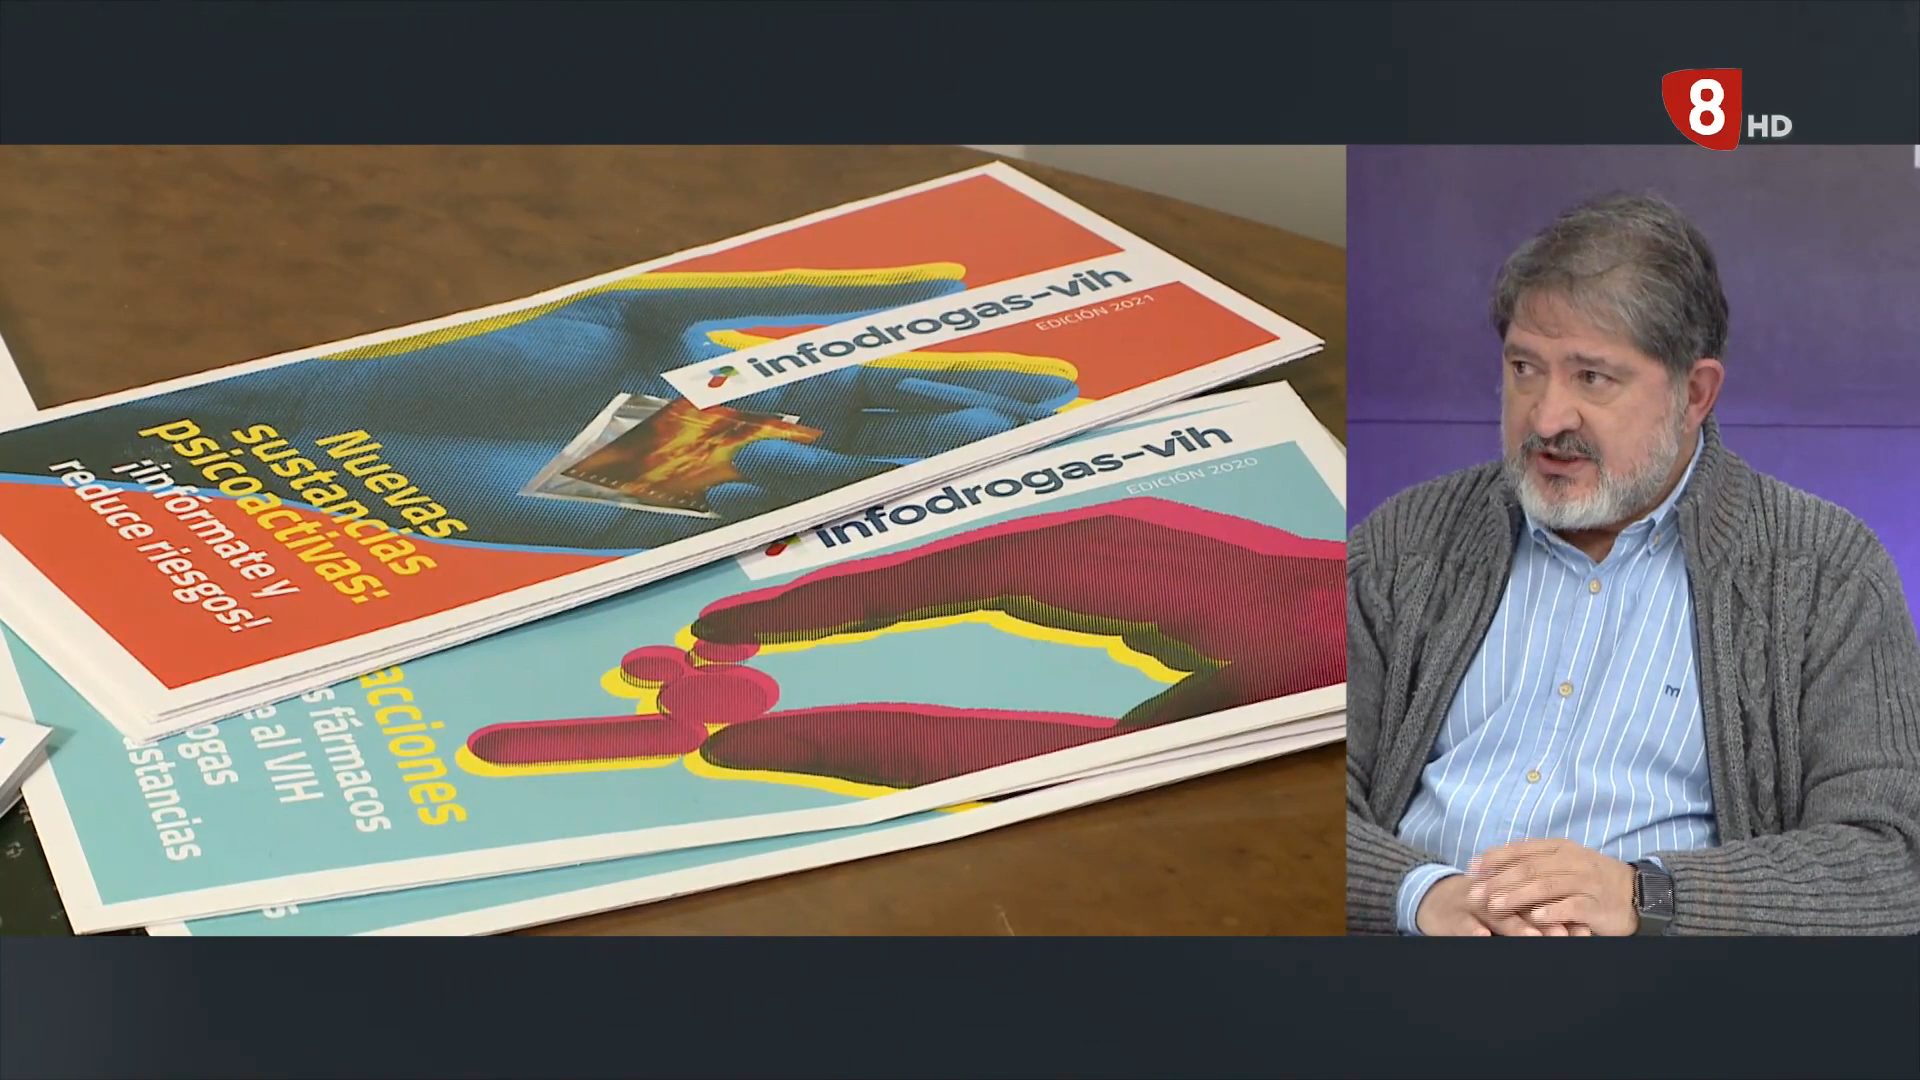 8 HD
infodrogas-vih
EDICIÓN 2021
Nuevas
sustancias
psicoactivas:
¡infórmate y
reduce riesgos!
infodrogas-vih
EDICIÓN 2020
acciones
s fármacos
e al VIH
ogas
ustancias
m